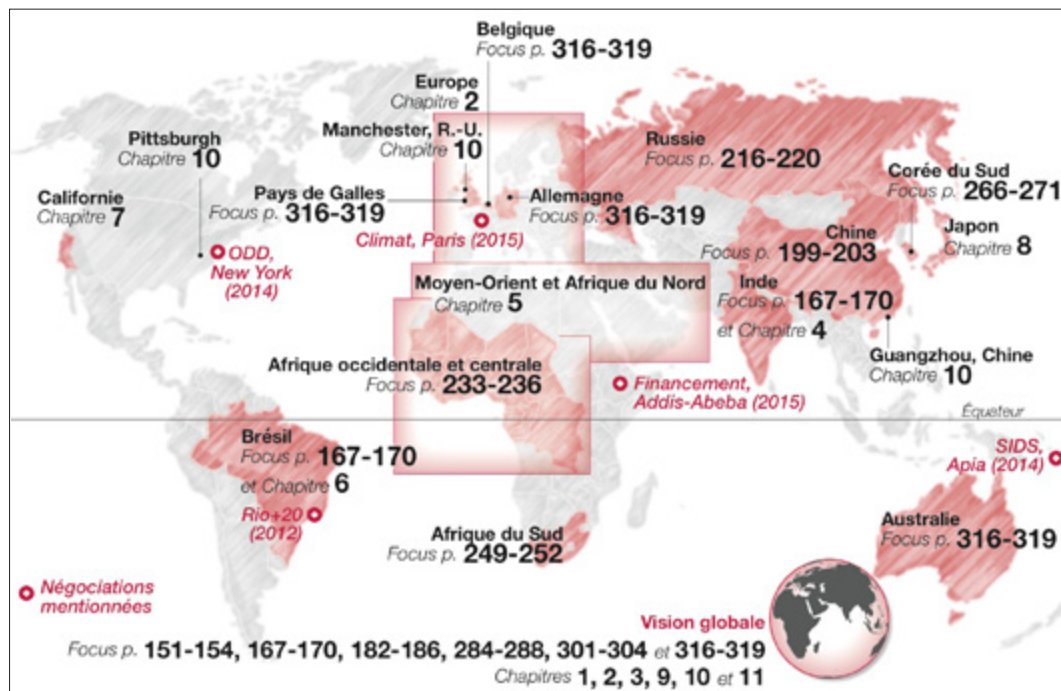 Belgique
Focus p. 316-319
Europe
Chapitre 2
Manchester, R.-U.
Chapitre 10
Pittsburgh
Chapitre 10
Californie
Chapitre 7
Pays de Galles
Focus p. 316-319
Allemagne
Focus p. 316-319
Climat, Paris (2015)
ODD,
New York
(2014)
Russie
Focus p. 216-220
Corée du Sud
Focus p. 266-271
Japon
Chapitre 8
Chine
Focus p. 199-203
Inde
Focus p. 167-170
et Chapitre 4
Guangzhou, Chine
Chapitre 10
Moyen-Orient et Afrique du Nord
Chapitre 5
Afrique occidentale et centrale
Focus p. 233-236
Financement,
Addis-Abeba (2015)
Équateur
Brésil
Focus p. 167-170
et Chapitre 6
Rio+20
(2012)
SIDS,
Apia (2014)
Afrique du Sud
Focus p. 249-252
Australie
Focus p. 316-319
Négociations
mentionnées
Vision globale
Focus p. 151-154, 167-170, 182-186, 284-288, 301-304 et 316-319
Chapitres 1, 2, 3, 9, 10 et 11